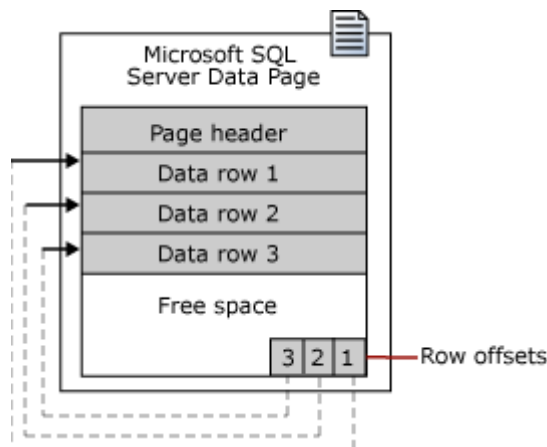 Microsoft SQL
Server Data Page
Page header
Data row 1
Data row 2
Data row 3
Free space
3 2 1
Row offsets